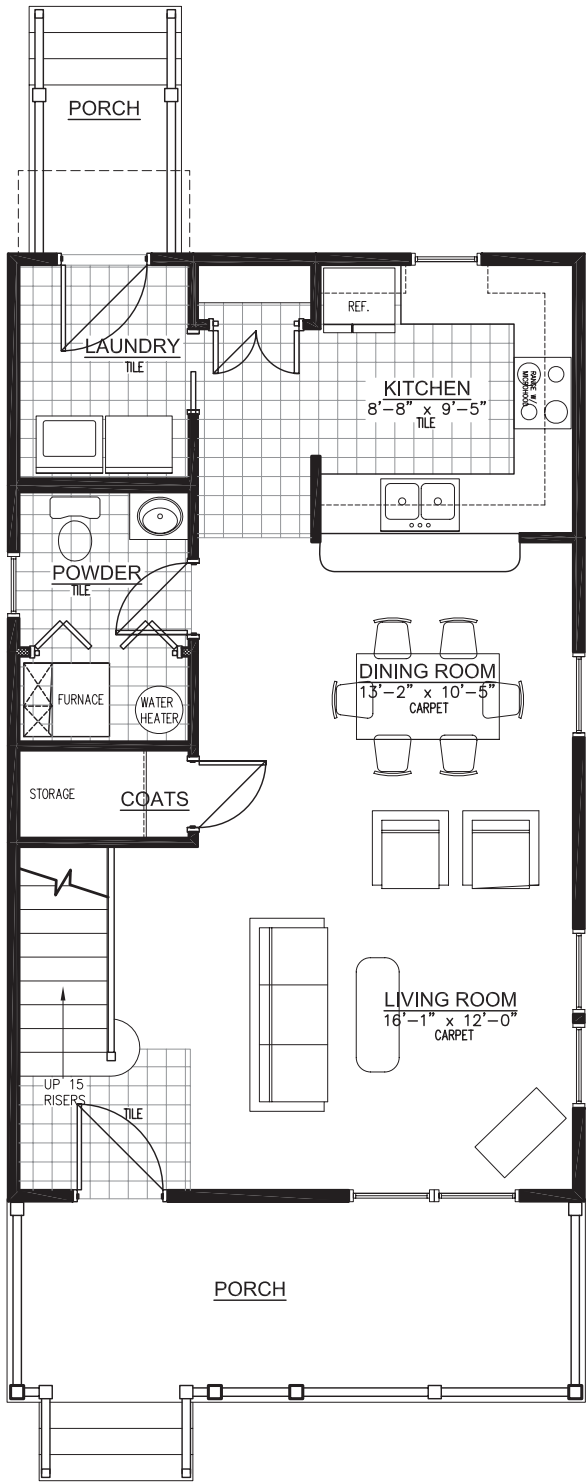 PORCH
REF.
LAUNDRY
TILE
KITCHEN
8'-8" x 9'-5"
TILE
RANGE W/
MICROHOOD
POWDER
TILE
DINING ROOM
13'-2" x 10'-5"
CARPET
FURNACE
WATER
HEATER
STORAGE
COATS
LIVING ROOM
16'-1" x 12'-0"
CARPET
UP 15
RISERS
TILE
PORCH